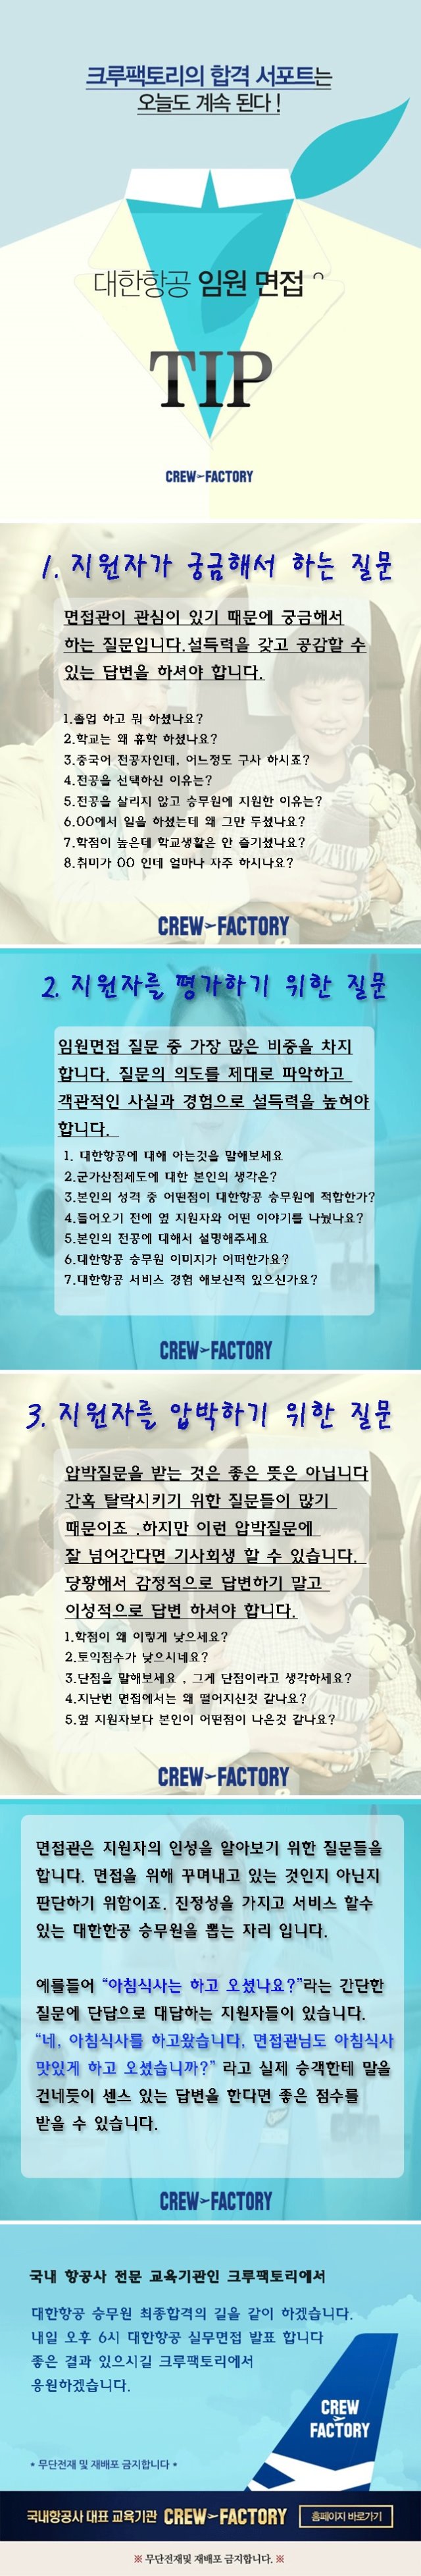 크루팩토리의 합격 서포트는
오늘도 계속 된다 !
대한항공 임원 면접
TIP
CREW FACTORY
1. 지원자가 궁금해서 하는 질문
면접관이 관심이 있기 때문에 궁금해서
하는 질문입니다.설득력을 갖고 공감할 수
있는 답변을 하셔야 합니다.
1.졸업 하고 뭐 하셨나요?
2.학교는 왜 휴학 하셨나요?
3.중국어 전공자인데, 어느정도 구사 하시죠?
4.전공을 선택하신 이유는?
5.전공을 살리지 않고 승무원에 지원한 이유는?
6.OO에서 일을 하셨는데 왜 그만 두셨나요?
7.학점이 높은데 학교생활은 안 즐기셨나요?
8.취미가 OO 인데 얼마나 자주 하시나요?
CREW FACTORY
2. 지원자를 평가하기 위한 질문
임원면접 질문 중 가장 많은 비중을 차지
합니다. 질문의 의도를 제대로 파악하고
객관적인 사실과 경험으로 설득력을 높혀야
합니다.
1. 대한항공에 대해 아는것을 말해보세요
2.군가산점제도에 대한 본인의 생각은?
3.본인의 성격 중 어떤점이 대한항공 승무원에 적합한가?
4.들어오기 전에 옆 지원자와 어떤 이야기를 나눴나요?
5.본인의 전공에 대해서 설명해주세요
6.대한항공 승무원 이미지가 어떠한가요?
7.대한항공 서비스 경험 해보신적 있으신가요?
CREW FACTORY
3. 지원자를 압박하기 위한 질문
압박질문을 받는 것은 좋은 뜻은 아닙니다
간혹 탈락시키기 위한 질문들이 많기
때문이죠 .하지만 이런 압박질문에
잘 넘어간다면 기사회생 할 수 있습니다.
당황해서 감정적으로 답변하기 말고
이성적으로 답변 하셔야 합니다.
1.학점이 왜 이렇게 낮으세요?
2.토익점수가 낮으시네요?
3.단점을 말해보세요 , 그게 단점이라고 생각하세요?
4.지난번 면접에서는 왜 떨어지신것 같나요?
5.옆 지원자보다 본인이 어떤점이 나은것 같나요?
CREW FACTORY
면접관은 지원자의 인성을 알아보기 위한 질문들을
합니다. 면접을 위해 꾸며내고 있는 것인지 아닌지
판단하기 위함이죠. 진정성을 가지고 서비스 할수
있는 대한한공 승무원을 뽑는 자리 입니다.
예를들어 “아침식사는 하고 오셨나요?”라는 간단한
질문에 단답으로 대답하는 지원자들이 있습니다.
“네, 아침식사를 하고왔습니다, 면접관님도 아침식사
맛있게 하고 오셨습니까?” 라고 실제 승객한테 말을
건네듯이 센스 있는 답변을 한다면 좋은 점수를
받을 수 있습니다.
CREW FACTORY
국내 항공사 전문 교육기관인 크루팩토리에서
대한항공 승무원 최종합격의 길을 같이 하겠습니다.
내일 오후 6시 대한항공 실무면접 발표 합니다
좋은 결과 있으시길 크루팩토리에서
응원하겠습니다.
CREW
FACTORY
* 무단전재 및 재배포 금지합니다 *
국내항공사 대표 교육기관 CREW FACTORY 홈페이지 바로가기
※ 무단전재및 재배포 금지합니다. ※